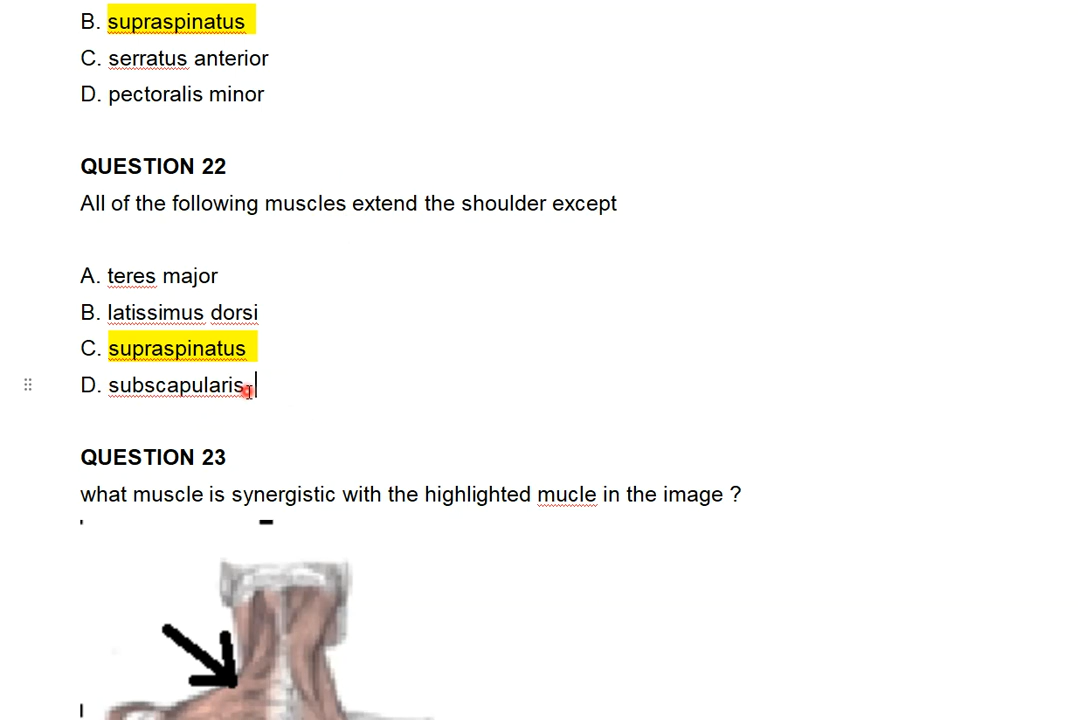 B. supraspinatus
C. serratus anterior
D. pectoralis minor
QUESTION 22
All of the following muscles extend the shoulder except
A. teres major
B. latissimus dorsi
C. supraspinatus
D. subscapularis
QUESTION 23
what muscle is synergistic with the highlighted mucle in the image ?